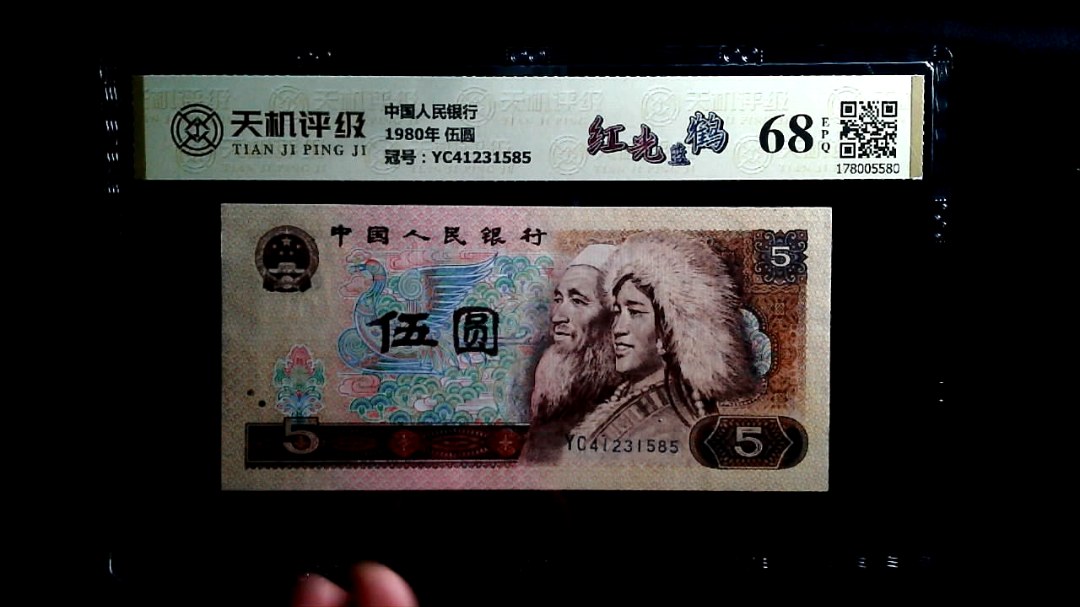 天机评级
TIAN JI PING JI
中国人民银行
1980年 伍圆
冠号：YC41231585
红光蓝鹤
68
EPQ
178005580
中国人民银行
5
伍圆
5
YC41231585
5